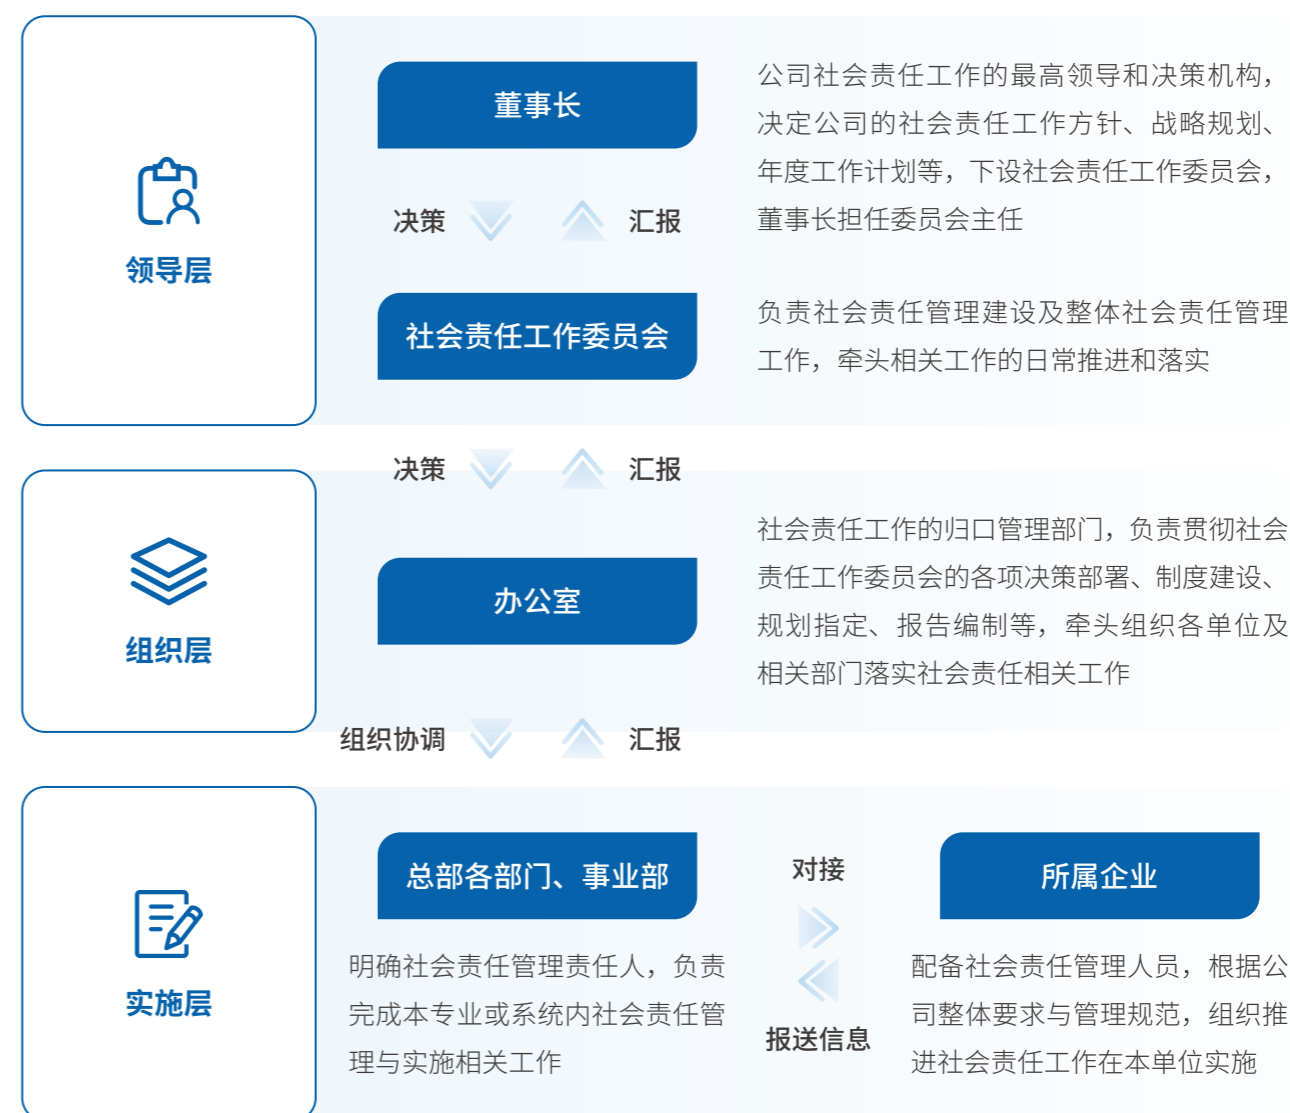 领导层
董事长
公司社会责任工作的最高领导和决策机构，
决定公司的社会责任工作方针、战略规划、
年度工作计划等，下设社会责任工作委员会，
董事长担任委员会主任
决策
汇报
社会责任工作委员会
负责社会责任管理建设及整体社会责任管理
工作，牵头相关工作的日常推进和落实
决策
汇报
组织层
办公室
社会责任工作的归口管理部门，负责贯彻社会
责任工作委员会的各项决策部署、制度建设、
规划指定、报告编制等，牵头组织各单位及
相关部门落实社会责任相关工作
组织协调
汇报
实施层
总部各部门、事业部
明确社会责任管理责任人，负责
完成本专业或系统内社会责任管
理与实施相关工作
对接
报送信息
所属企业
配备社会责任管理人员，根据公
司整体要求与管理规范，组织推
进社会责任工作在本单位实施